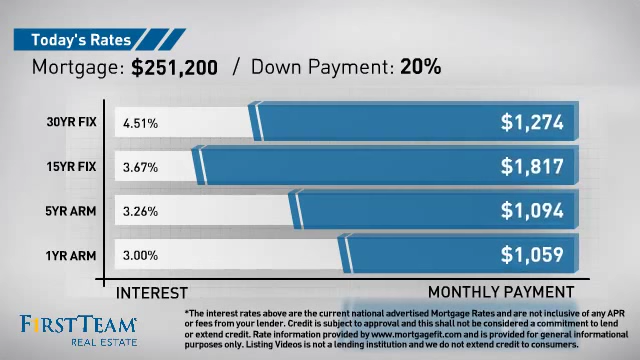 Today's Rates
Mortgage: $251,200 / Down Payment: 20%
30YR FIX 4.51% $1,274
15YR FIX 3.67% $1,817
5YR ARM 3.26% $1,094
1YR ARM 3.00% $1,059
INTEREST MONTHLY PAYMENT
*The interest rates above are the current national advertised Mortgage Rates and are not inclusive of any APR
or fees from your lender. Credit is subject to approval and this shall not be considered a commitment to lend
or extend credit. Rate information provided by www.mortgagefit.com and is provided for general informational
purposes only. Listing Videos is not a lending institution and we do not extend credit to consumers.
FIRSTTEAM®
REAL ESTATE